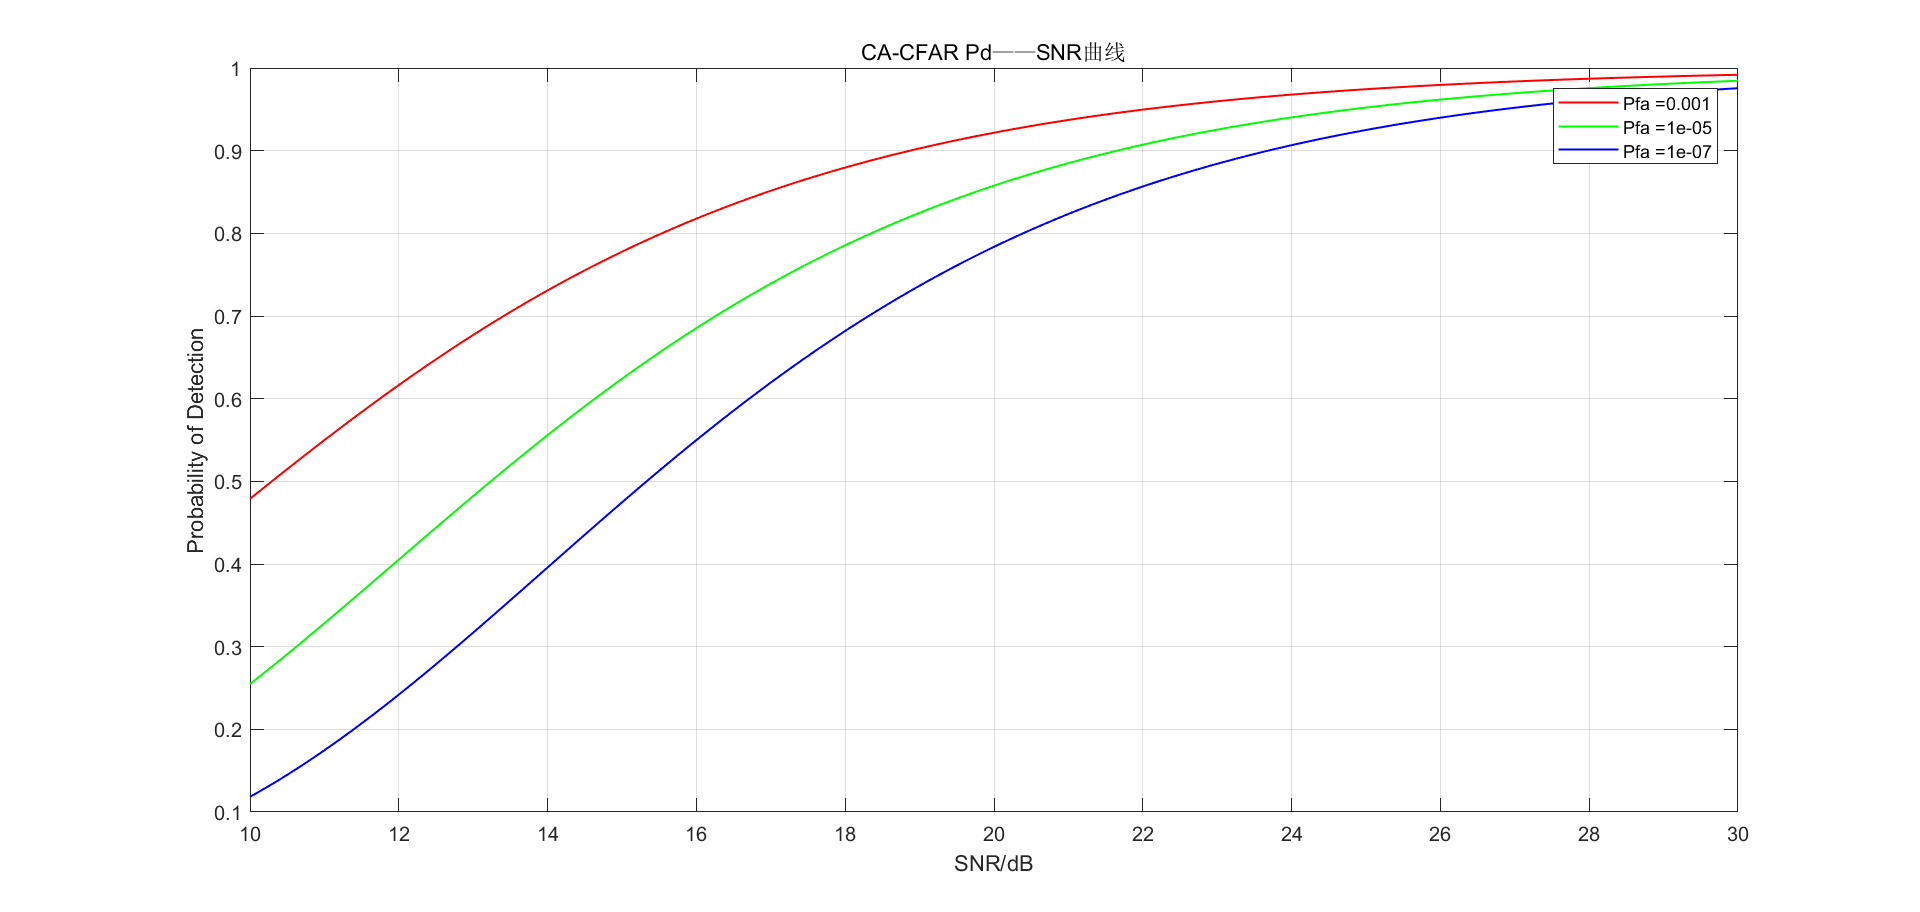 CA-CFAR Pd——SNR曲线
Probability of Detection
1
0.9
0.8
0.7
0.6
0.5
0.4
0.3
0.2
0.1
Pfa =0.001
Pfa =1e-05
Pfa =1e-07
10 12 14 16 18 20 22 24 26 28 30
SNR/dB